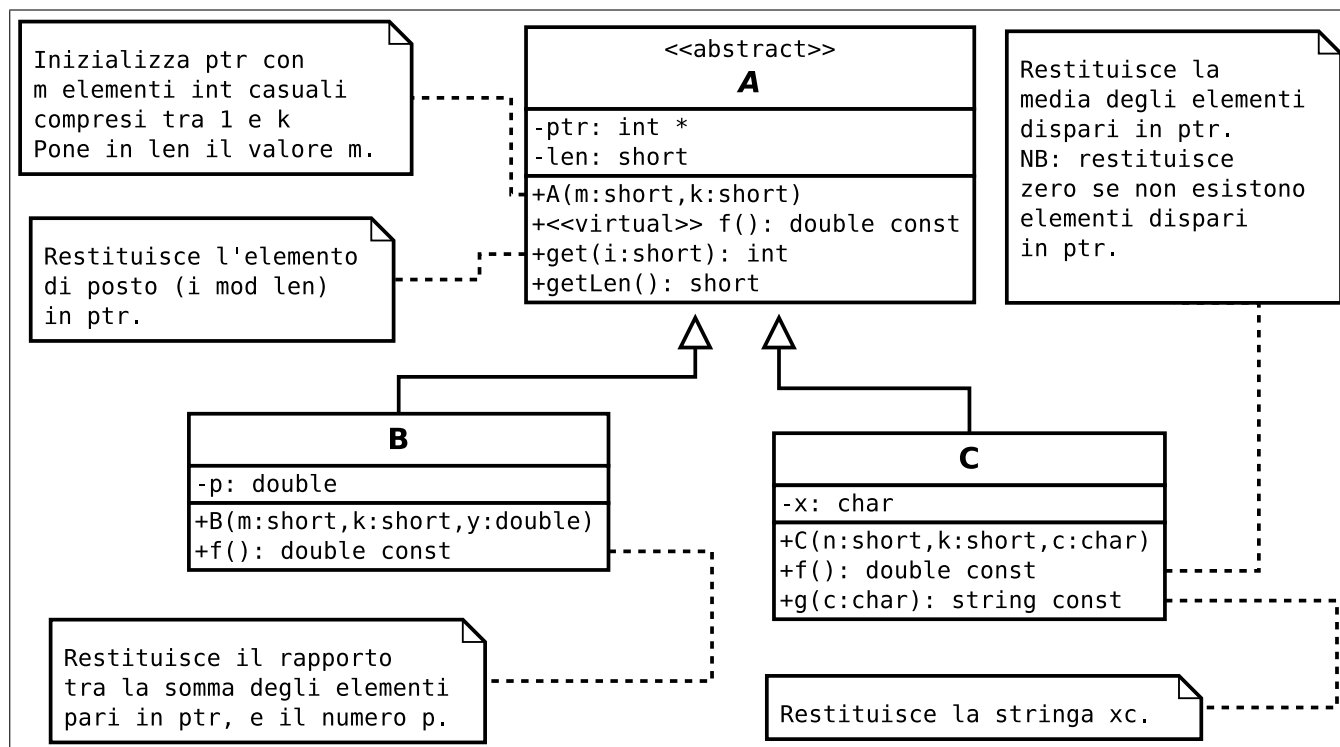 Inizializza ptr con
m elementi int casuali
compresi tra 1 e k
Pone in len il valore m.
<<abstract>>
A
-ptr: int *
-len: short
+A(m:short,k:short)
+<<virtual>> f(): double const
+get(i:short): int
+getLen(): short
Restituisce la
media degli elementi
dispari in ptr.
NB: restituisce
zero se non esistono
elementi dispari
in ptr.
Restituisce l'elemento
di posto (i mod len)
in ptr.
B
-p: double
+B(m:short,k:short,y:double)
+f(): double const
C
-x: char
+C(n:short,k:short,c:char)
+f(): double const
+g(c:char): string const
Restituisce il rapporto
tra la somma degli elementi
pari in ptr, e il numero p.
Restituisce la stringa xc.